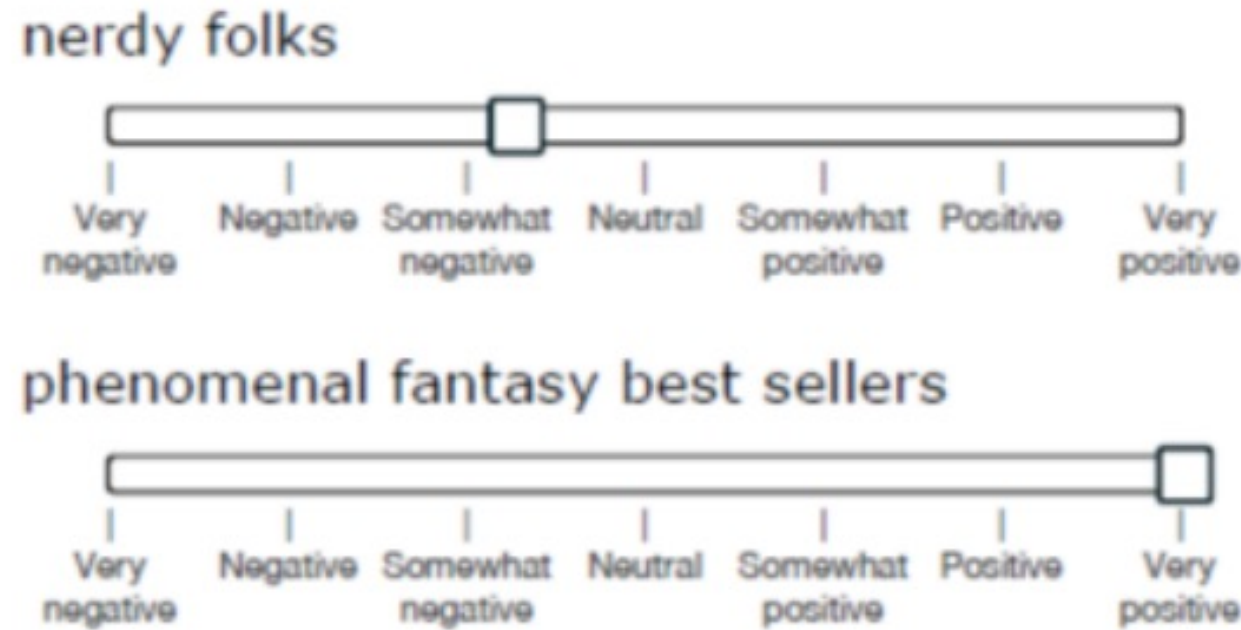 nerdy folks
Very Negative Somewhat Neutral Somewhat Positive Very
negative negative positive positive
phenomenal fantasy best sellers
Very Negative Somewhat Neutral Somewhat Positive Very
negative negative positive positive